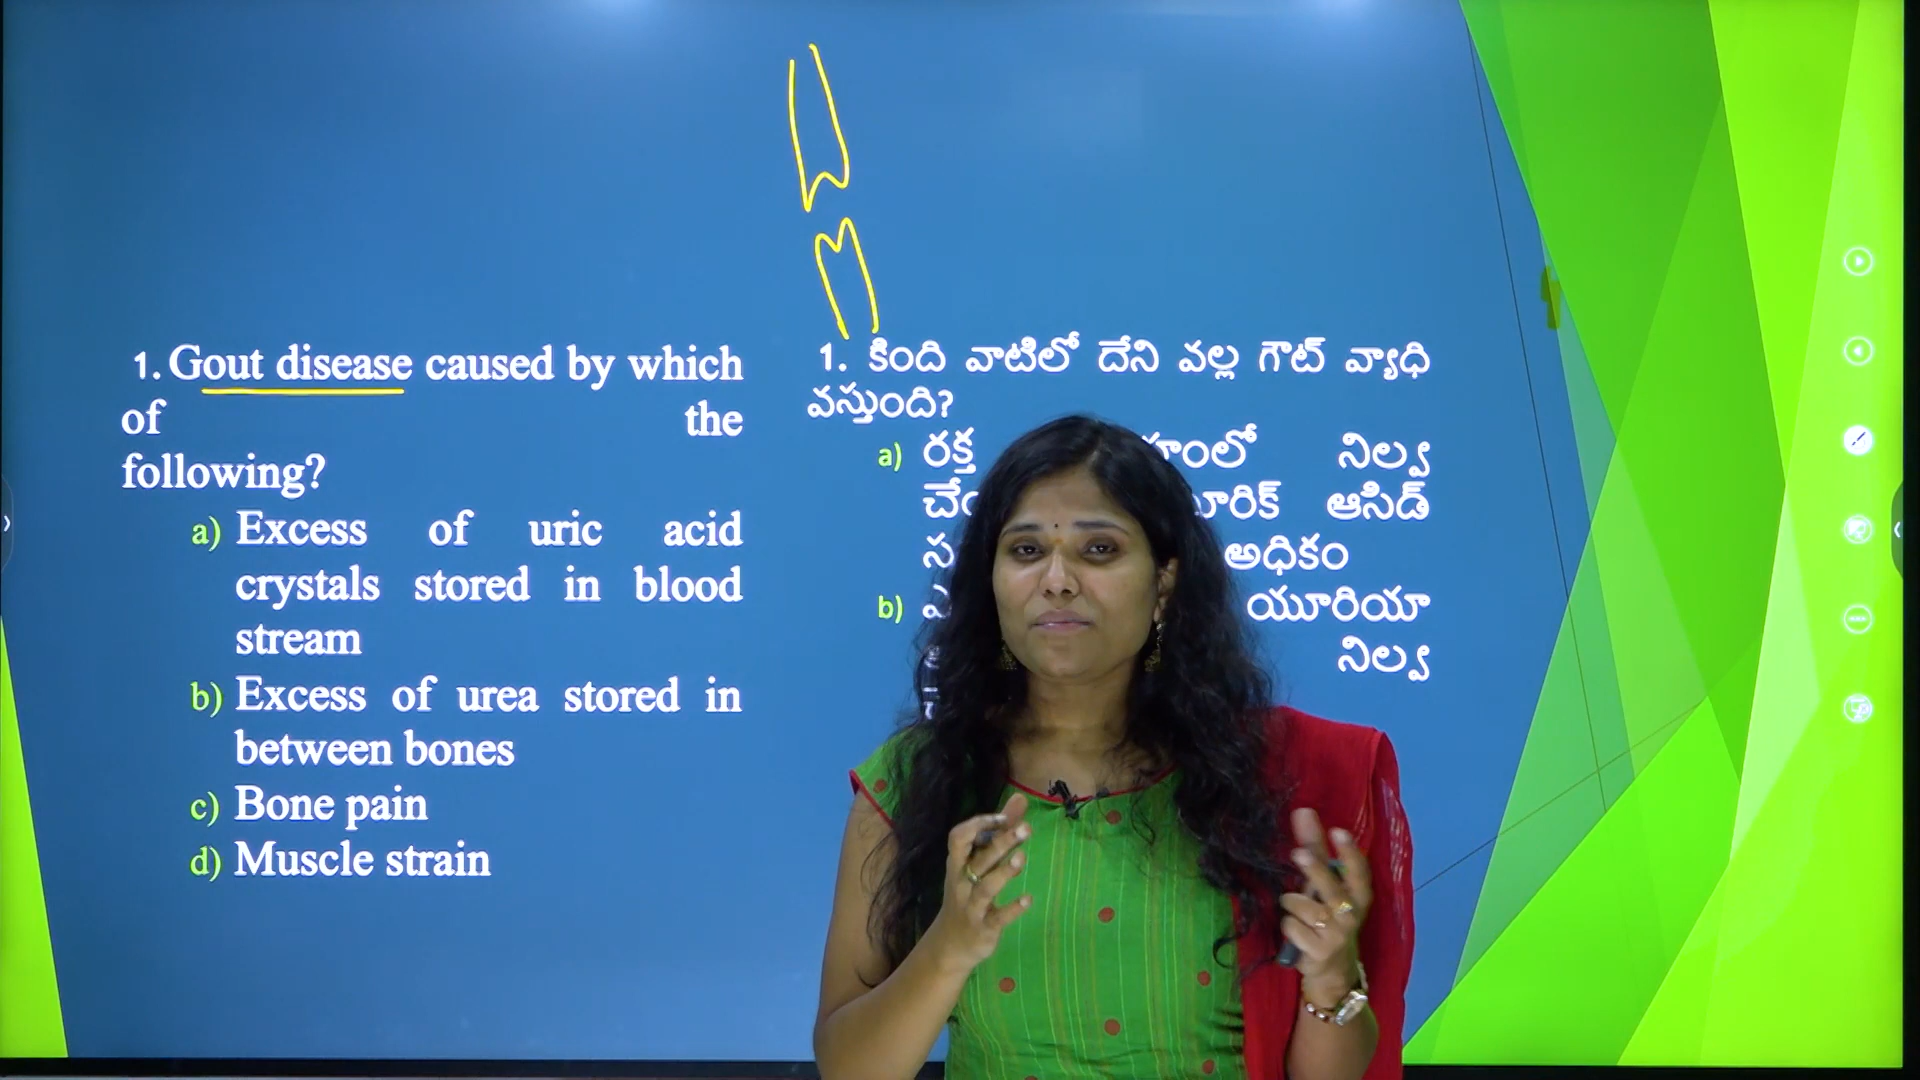 1. Gout disease caused by which
of the
following?
a) Excess of uric acid
crystals stored in blood
stream
b) Excess of urea stored in
between bones
c) Bone pain
d) Muscle strain
1. కింది వాటిలో దేని వల్ల గౌట్ వ్యాధి
వస్తుంది?
a) రక్త నిల్వ
ఆసిడ్
అధికం
b) యూరియా
నిల్వ